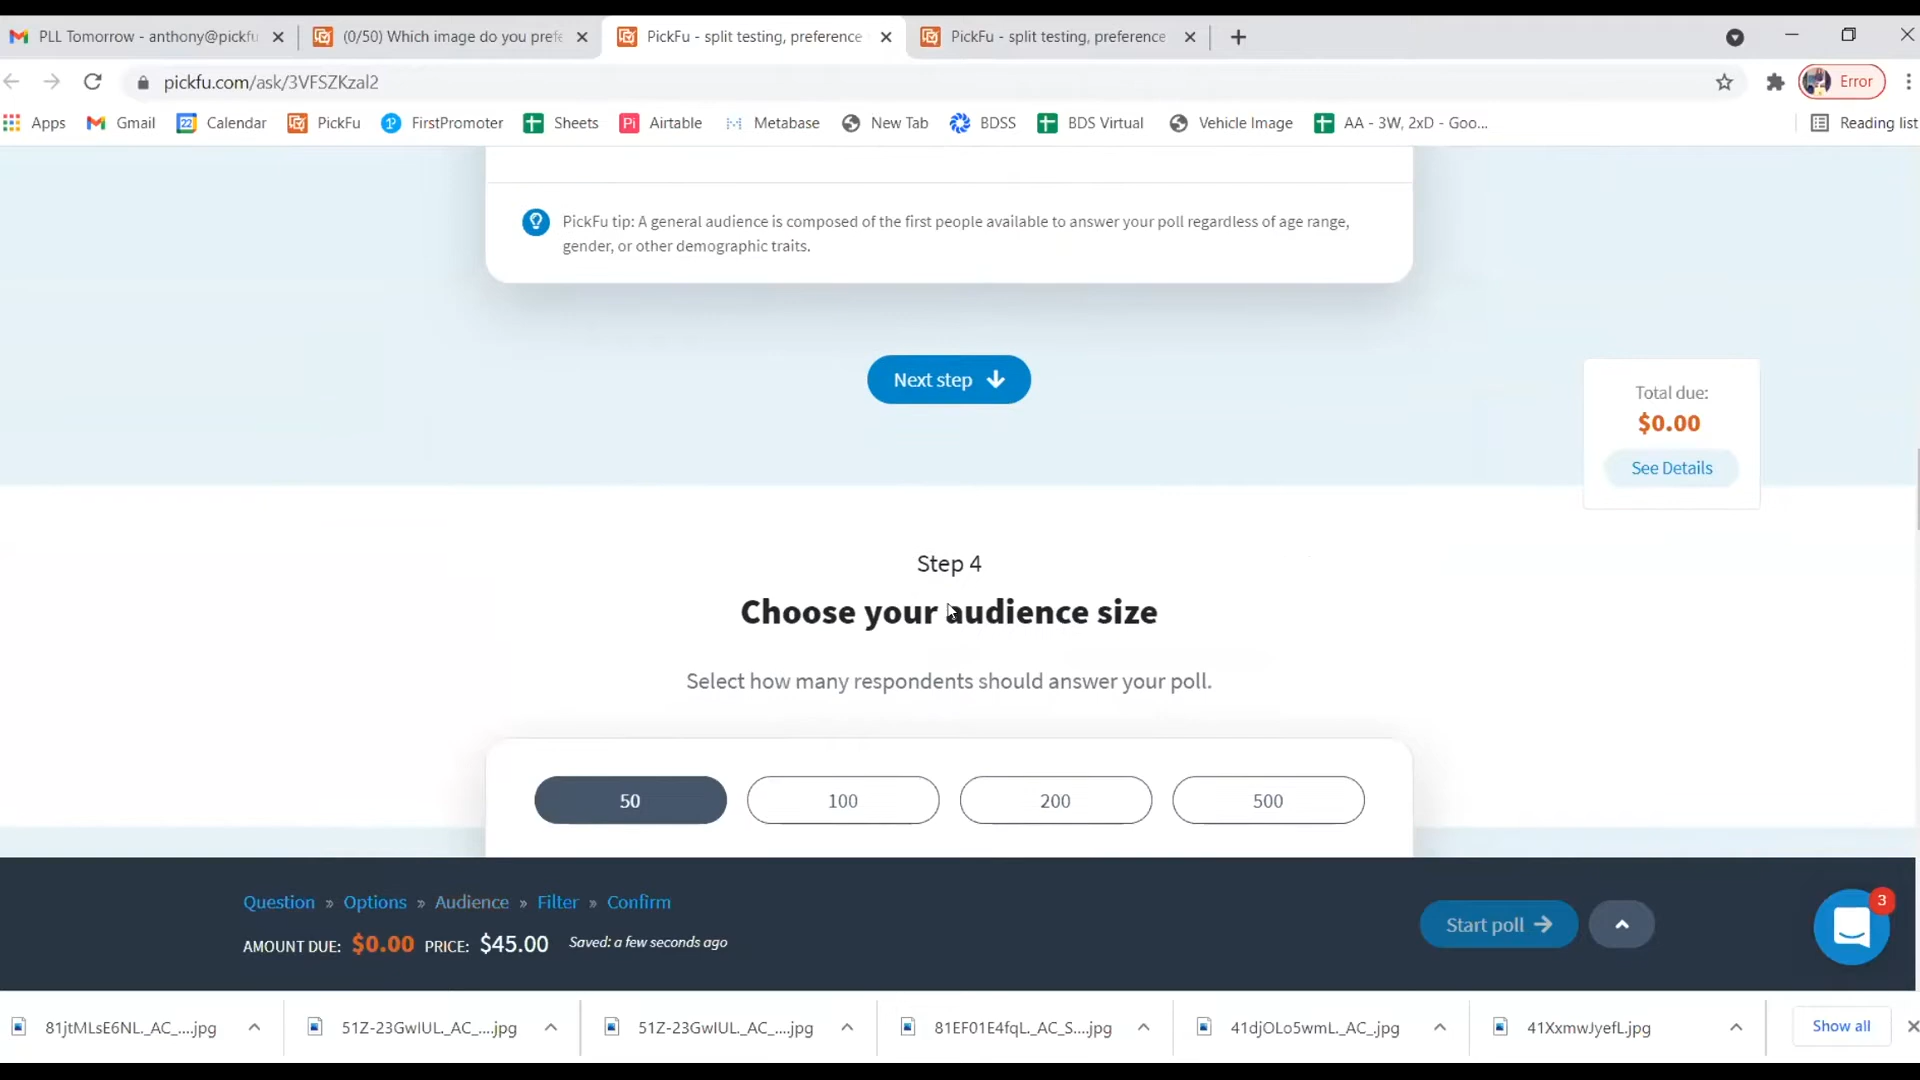 PLL Tomorrow - anthony@pickfu
(0/50) Which image do you prefe
PickFu - split testing, preference
PickFu - split testing, preference
pickfu.com/ask/3VFSZKzal2
Error
Apps
Gmail
22
Calendar
PickFu
FirstPromoter
Sheets
Pi
Airtable
Metabase
New Tab
BDSS
BDS Virtual
Vehicle Image
AA - 3W, 2xD - Goo...
Reading list
PickFu tip: A general audience is composed of the first people available to answer your poll regardless of age range,
gender, or other demographic traits.
Next step
Total due:
$0.00
See Details
Step 4
Choose your audience size
Select how many respondents should answer your poll.
50
100
200
500
Question » Options » Audience » Filter » Confirm
AMOUNT DUE: $0.00 PRICE: $45.00 Saved: a few seconds ago
Start poll
3
81jtMLsE6NL._AC_....jpg
51Z-23GwIUL._AC_....jpg
51Z-23GwIUL._AC_....jpg
81EF01E4fqL._AC_S....jpg
41djOLo5wmL._AC_.jpg
41XxmwJyefL.jpg
Show all